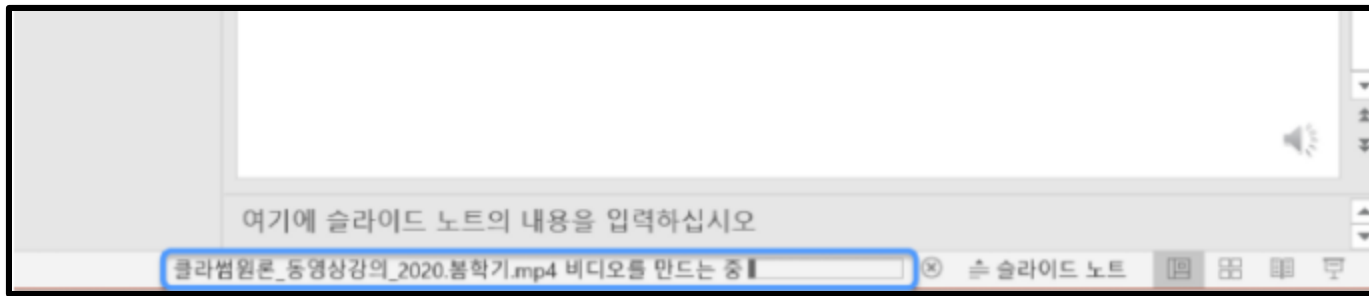 여기에 슬라이드 노트의 내용을 입력하십시오
클라썸원론_동영상강의_2020.봄학기.mp4 비디오를 만드는 중
슬라이드 노트